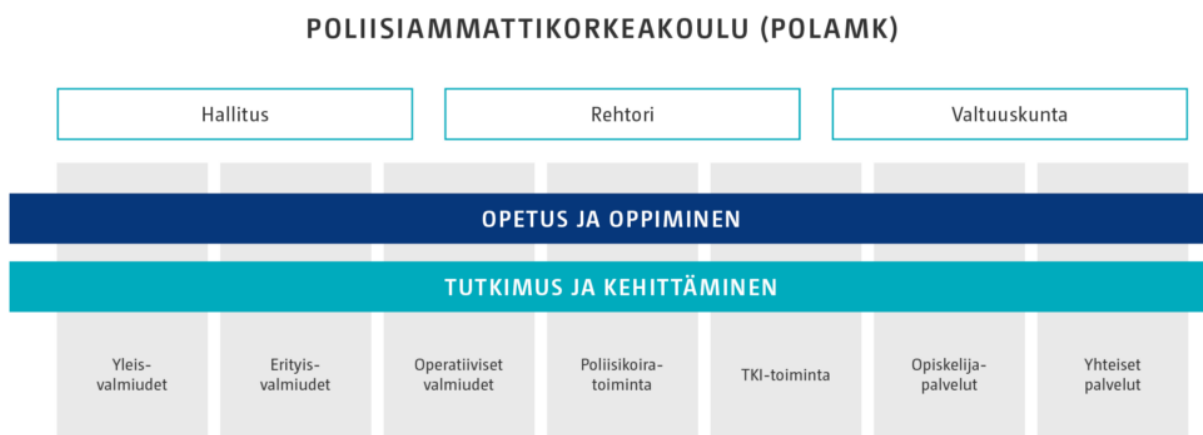 POLIISIAMMATTIKORKEAKOULU (POLAMK)
Hallitus
Rehtori
Valtuuskunta
OPETUS JA OPPIMINEN
TUTKIMUS JA KEHITTÄMINEN
Yleis-
valmiudet
Erityis-
valmiudet
Operatiiviset
valmiudet
Poliisikoira-
toiminta
TKI-toiminta
Opiskelija-
palvelut
Yhteiset
palvelut